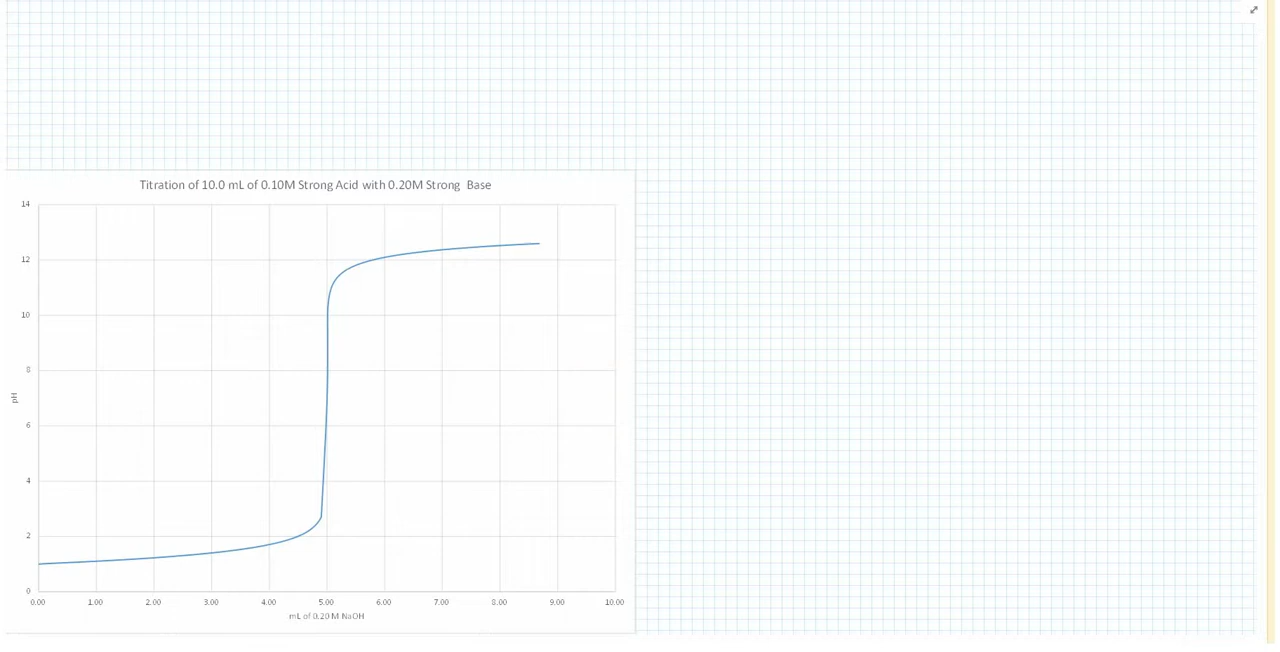 Titration of 10.0 mL of 0.10M Strong Acid with 0.20M Strong Base
14
12
10
8
6
4
2
0
pH
0.00 1.00 2.00 3.00 4.00 5.00 6.00 7.00 8.00 9.00 10.00
mL of 0.20 M NaOH